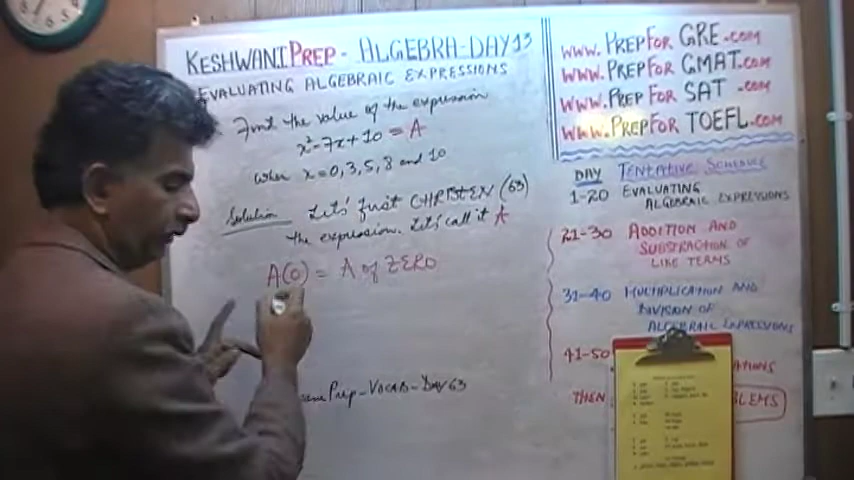 KESHWANIPREP - ALGEBRA-DAY 13
EVALUATING ALGEBRAIC EXPRESSIONS
Find the value of the expression
x²-7x+10 = A
when x=0,3,5,8 and 10
Solution Let's first CHRISTEN (63)
the expression. Let's call it A
A(0) = A of ZERO
Prep-VOCAB-DAY 63
www.PREPFOR GRE.com
www.PREPFOR GMAT.com
www.PREPFOR SAT.com
www.PREPFOR TOEFL.com
DAY TENTATIVE SCHEDULE
1-20 EVALUATING
ALGEBRAIC EXPRESSIONS
21-30 ADDITION AND
SUBTRACTION OF
LIKE TERMS
31-40 MULTIPLICATION AND
DIVISION OF
ALGEBRAIC EXPRESSIONS
41-50
THEN